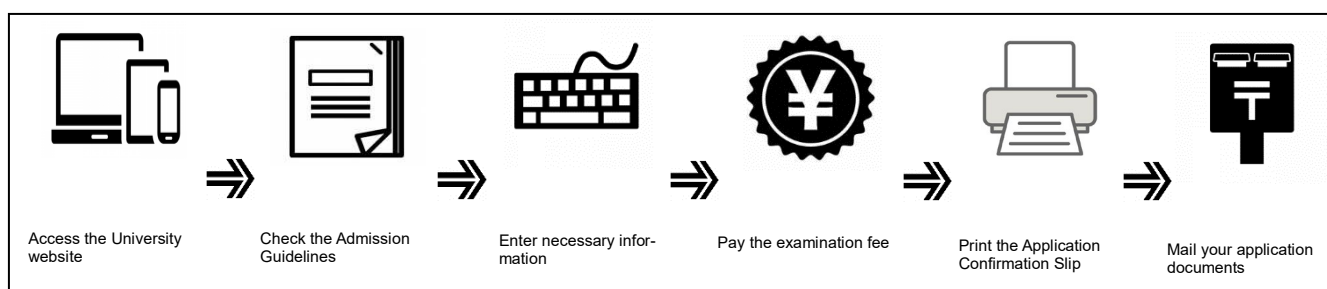 Access the University
website
Check the Admission
Guidelines
Enter necessary infor-
mation
Pay the examination fee
Print the Application
Confirmation Slip
Mail your application
documents